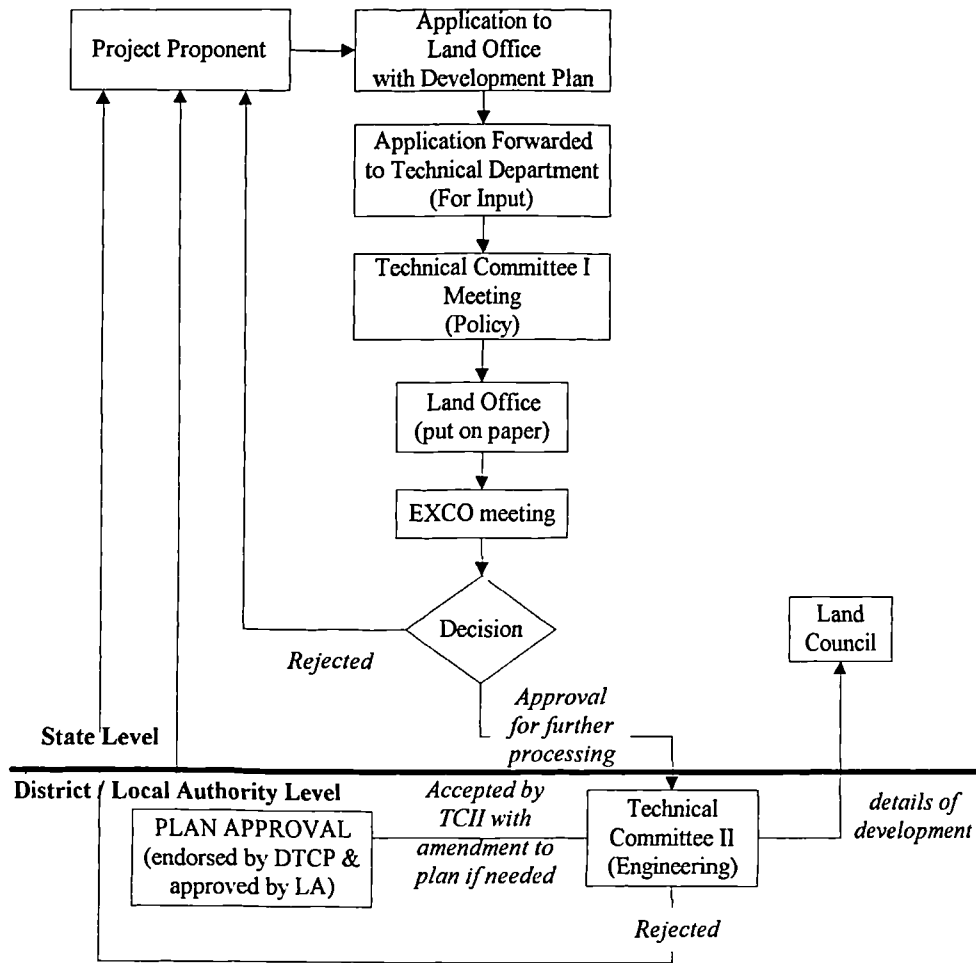 Project Proponent
Application to
Land Office
with Development Plan
Application Forwarded
to Technical Department
(For Input)
Technical Committee I
Meeting
(Policy)
Land Office
(put on paper)
EXCO meeting
Decision
Rejected
Land
Council
Approval
for further
processing
State Level
District / Local Authority Level
PLAN APPROVAL
(endorsed by DTCP &
approved by LA)
Accepted by
TCII with
amendment to
plan if needed
Technical
Committee II
(Engineering)
details of
development
Rejected